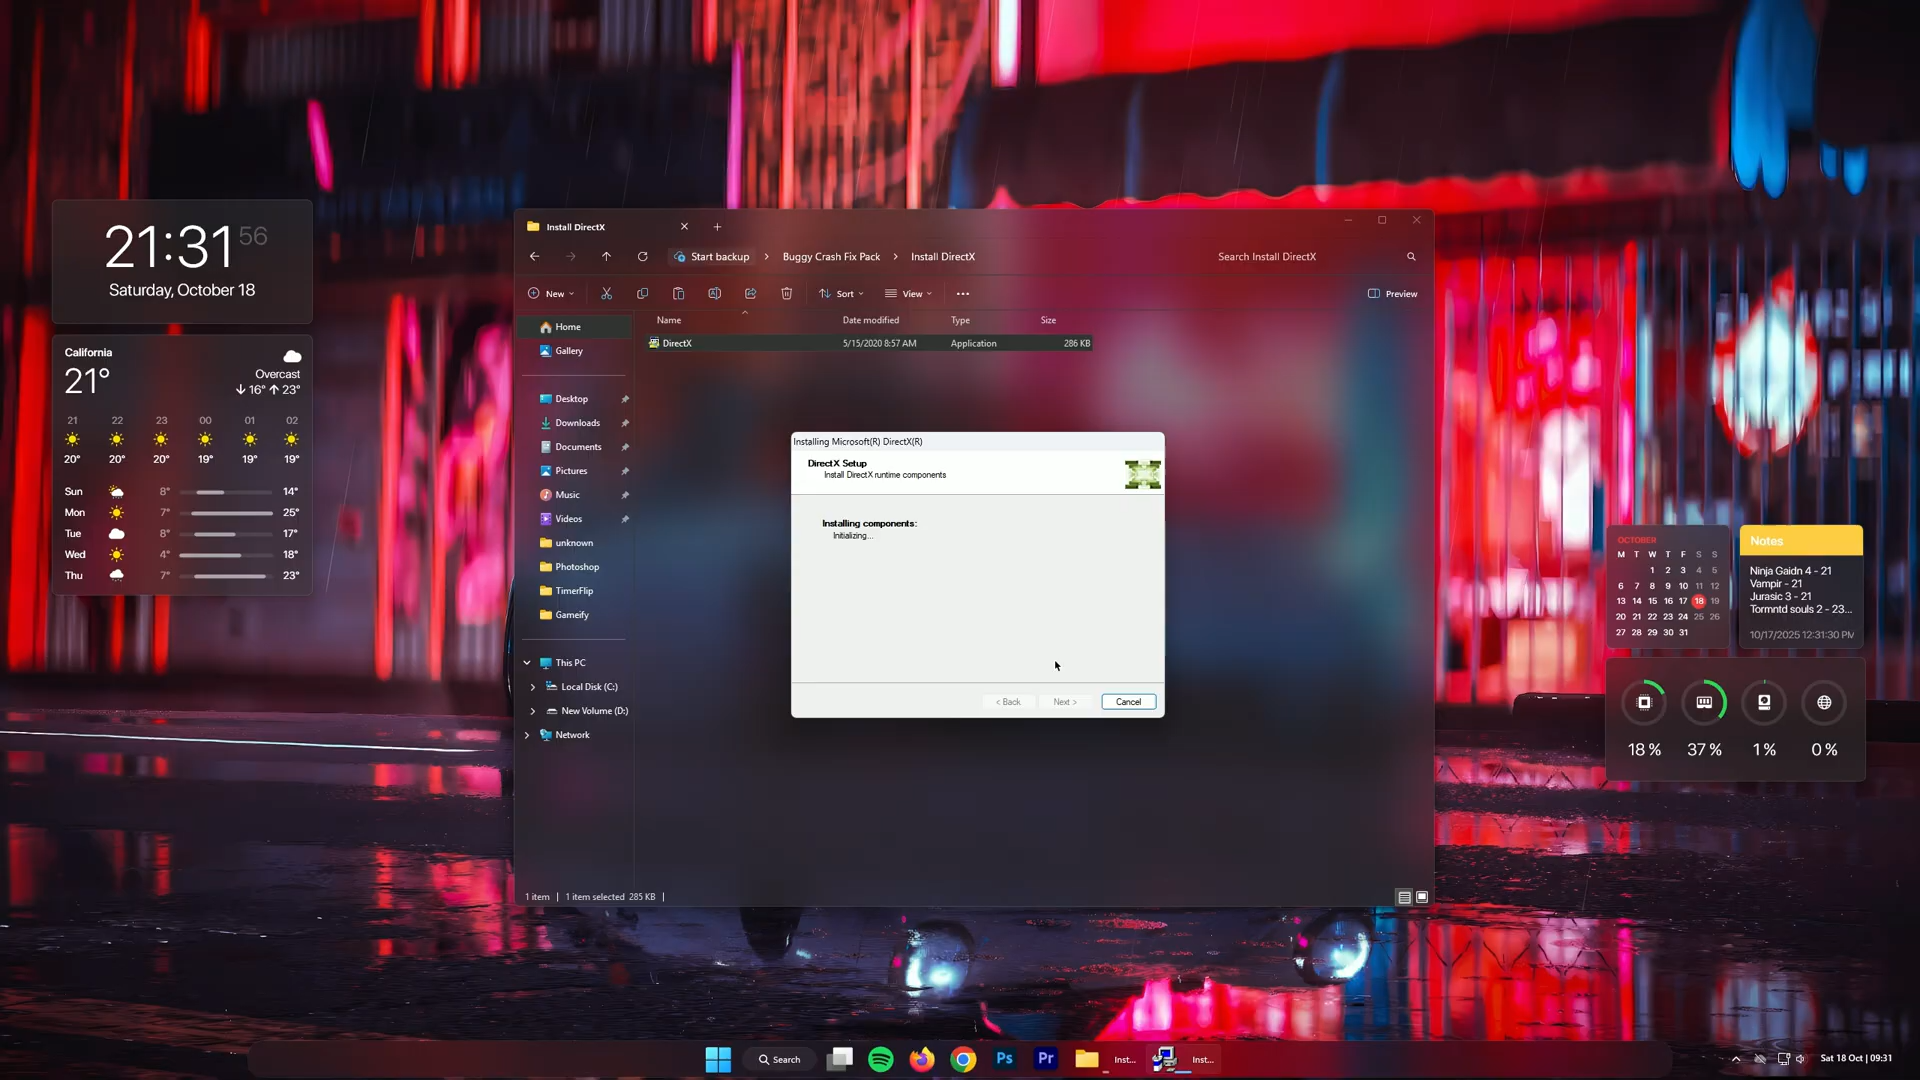 21:31 56
Saturday, October 18
California
21°
Overcast
↓ 16° ↑ 23°
21 22 23 00 01 02
20° 20° 20° 19° 19° 19°
Sun 8° 14°
Mon 7° 25°
Tue 8° 17°
Wed 4° 18°
Thu 7° 23°
Install DirectX
Start backup > Buggy Crash Fix Pack > Install DirectX
Search Install DirectX
New Sort View ... Preview
Name Date modified Type Size
DirectX 5/15/2020 8:57 AM Application 286 KB
Home
Gallery
Desktop
Downloads
Documents
Pictures
Music
Videos
unknown
Photoshop
TimerFlip
Gameify
This PC
Local Disk (C:)
New Volume (D:)
Network
1 item | 1 item selected 285 KB |
Installing Microsoft(R) DirectX(R)
DirectX Setup
Install DirectX runtime components
Installing components:
Initializing...
< Back Next > Cancel
OCTOBER
M T W T F S S
1 2 3 4 5
6 7 8 9 10 11 12
13 14 15 16 17 18 19
20 21 22 23 24 25 26
27 28 29 30 31
Notes
Ninja Gaidn 4 - 21
Vampir - 21
Jurasic 3 - 21
Tormntd souls 2 - 23...
10/17/2025 12:31:30 PM
18 % 37 % 1 % 0 %
Search
Ps
Pr
Inst...
Inst...
Sat 18 Oct | 09:31